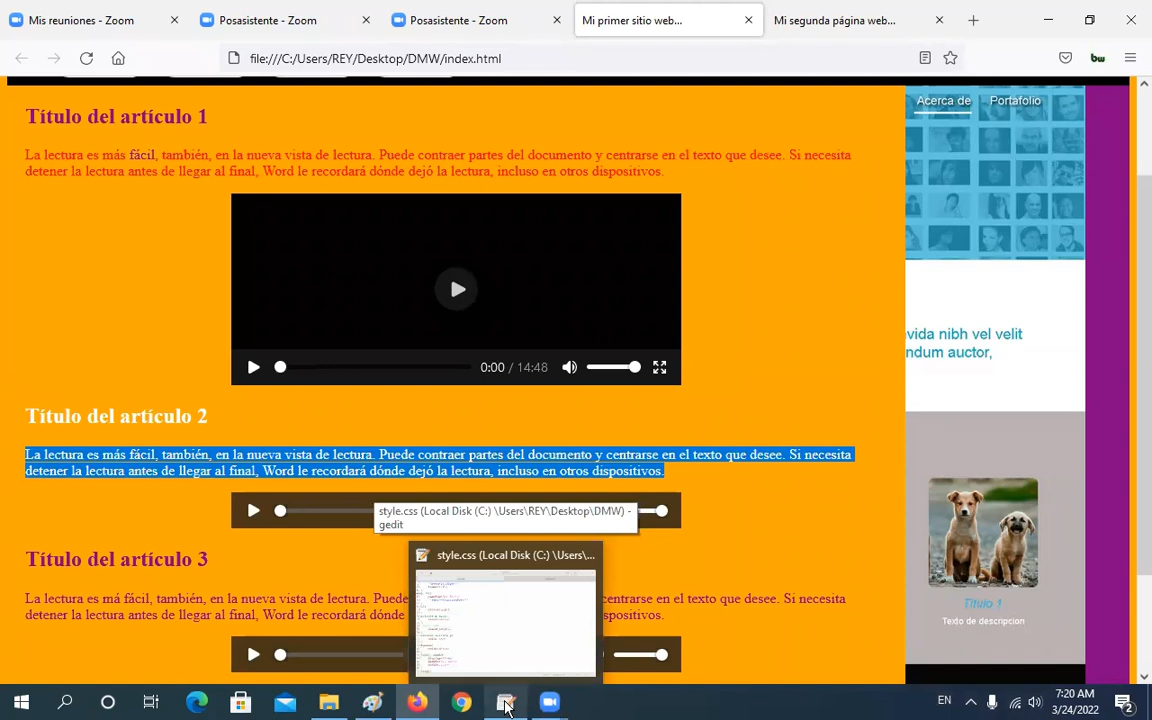 Mis reuniones - Zoom
Posasistente - Zoom
Posasistente - Zoom
Mi primer sitio web...
Mi segunda página web...
file:///C:/Users/REY/Desktop/DMW/index.html
bw
Título del artículo 1
La lectura es más fácil, también, en la nueva vista de lectura. Puede contraer partes del documento y centrarse en el texto que desee. Si necesita
detener la lectura antes de llegar al final, Word le recordará dónde dejó la lectura, incluso en otros dispositivos.
0:00 / 14:48
Título del artículo 2
La lectura es más fácil, también, en la nueva vista de lectura. Puede contraer partes del documento y centrarse en el texto que desee. Si necesita
detener la lectura antes de llegar al final, Word le recordará dónde dejó la lectura, incluso en otros dispositivos.
style.css (Local Disk (C:) \Users\REY\Desktop\DMW) -
gedit
style.css (Local Disk (C:) \Users\...
Título del artículo 3
La lectura es más fácil, también, en la nueva vista de lectura. Puede centrarse en el texto que desee. Si necesita
detener la lectura antes de llegar al final, Word le recordará dónde incluso en otros dispositivos.
Acerca de
Portafolio
vida nibh vel velit
ndum auctor,
Titulo 1
Texto de descripcion
EN
7:20 AM
3/24/2022
2